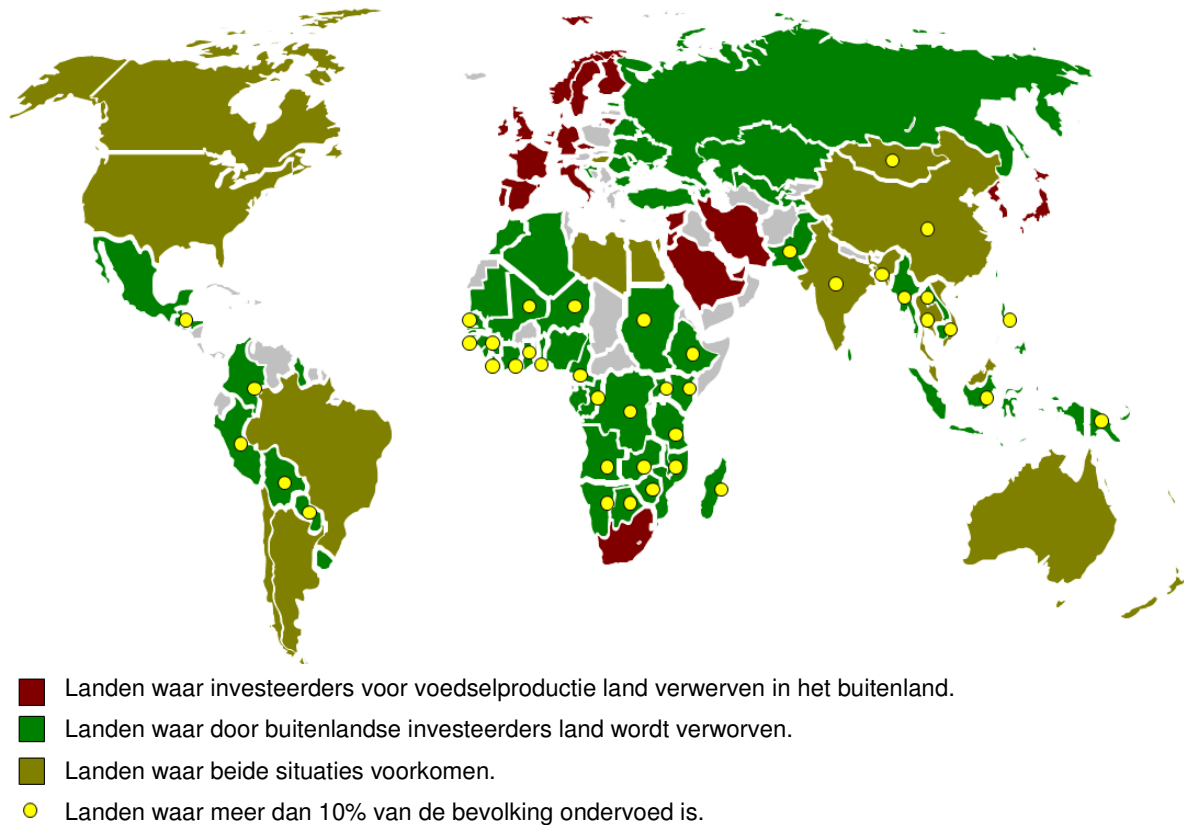 Landen waar investeerders voor voedselproductie land verwerven in het buitenland.
Landen waar door buitenlandse investeerders land wordt verworven.
Landen waar beide situaties voorkomen.
Landen waar meer dan 10% van de bevolking ondervoed is.